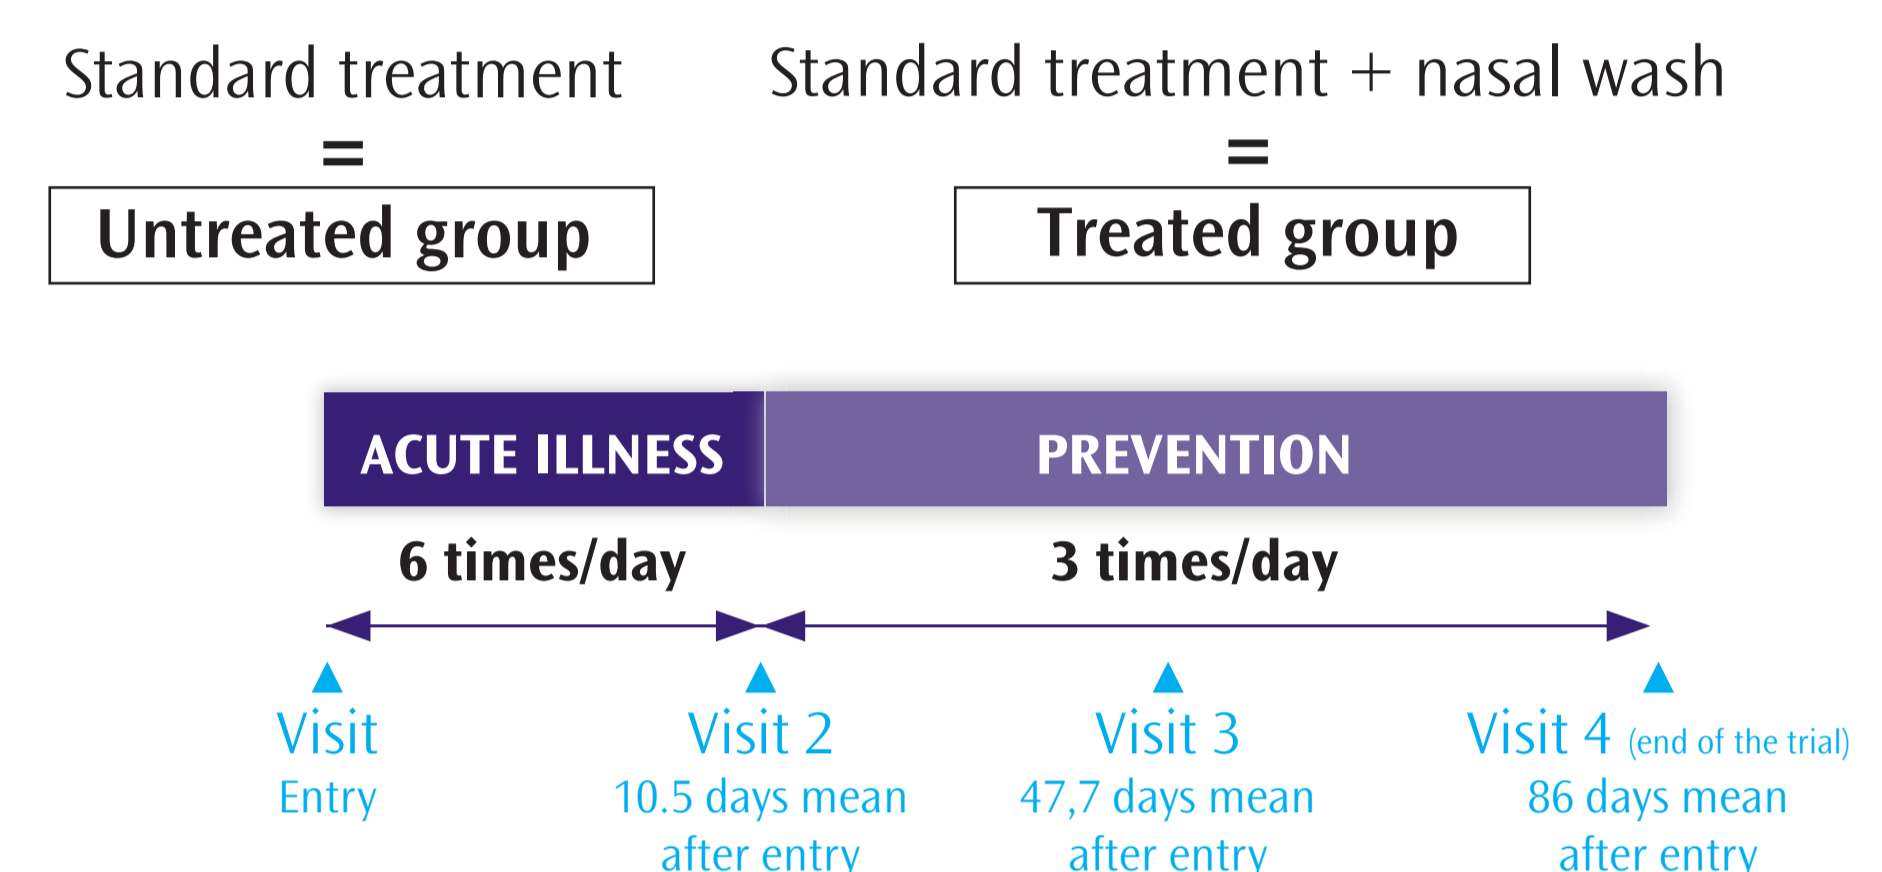 Standard treatment
=
Untreated group
Standard treatment + nasal wash
=
Treated group
ACUTE ILLNESS
PREVENTION
6 times/day
3 times/day
Visit
Entry
Visit 2
10.5 days mean
after entry
Visit 3
47,7 days mean
after entry
Visit 4 (end of the trial)
86 days mean
after entry